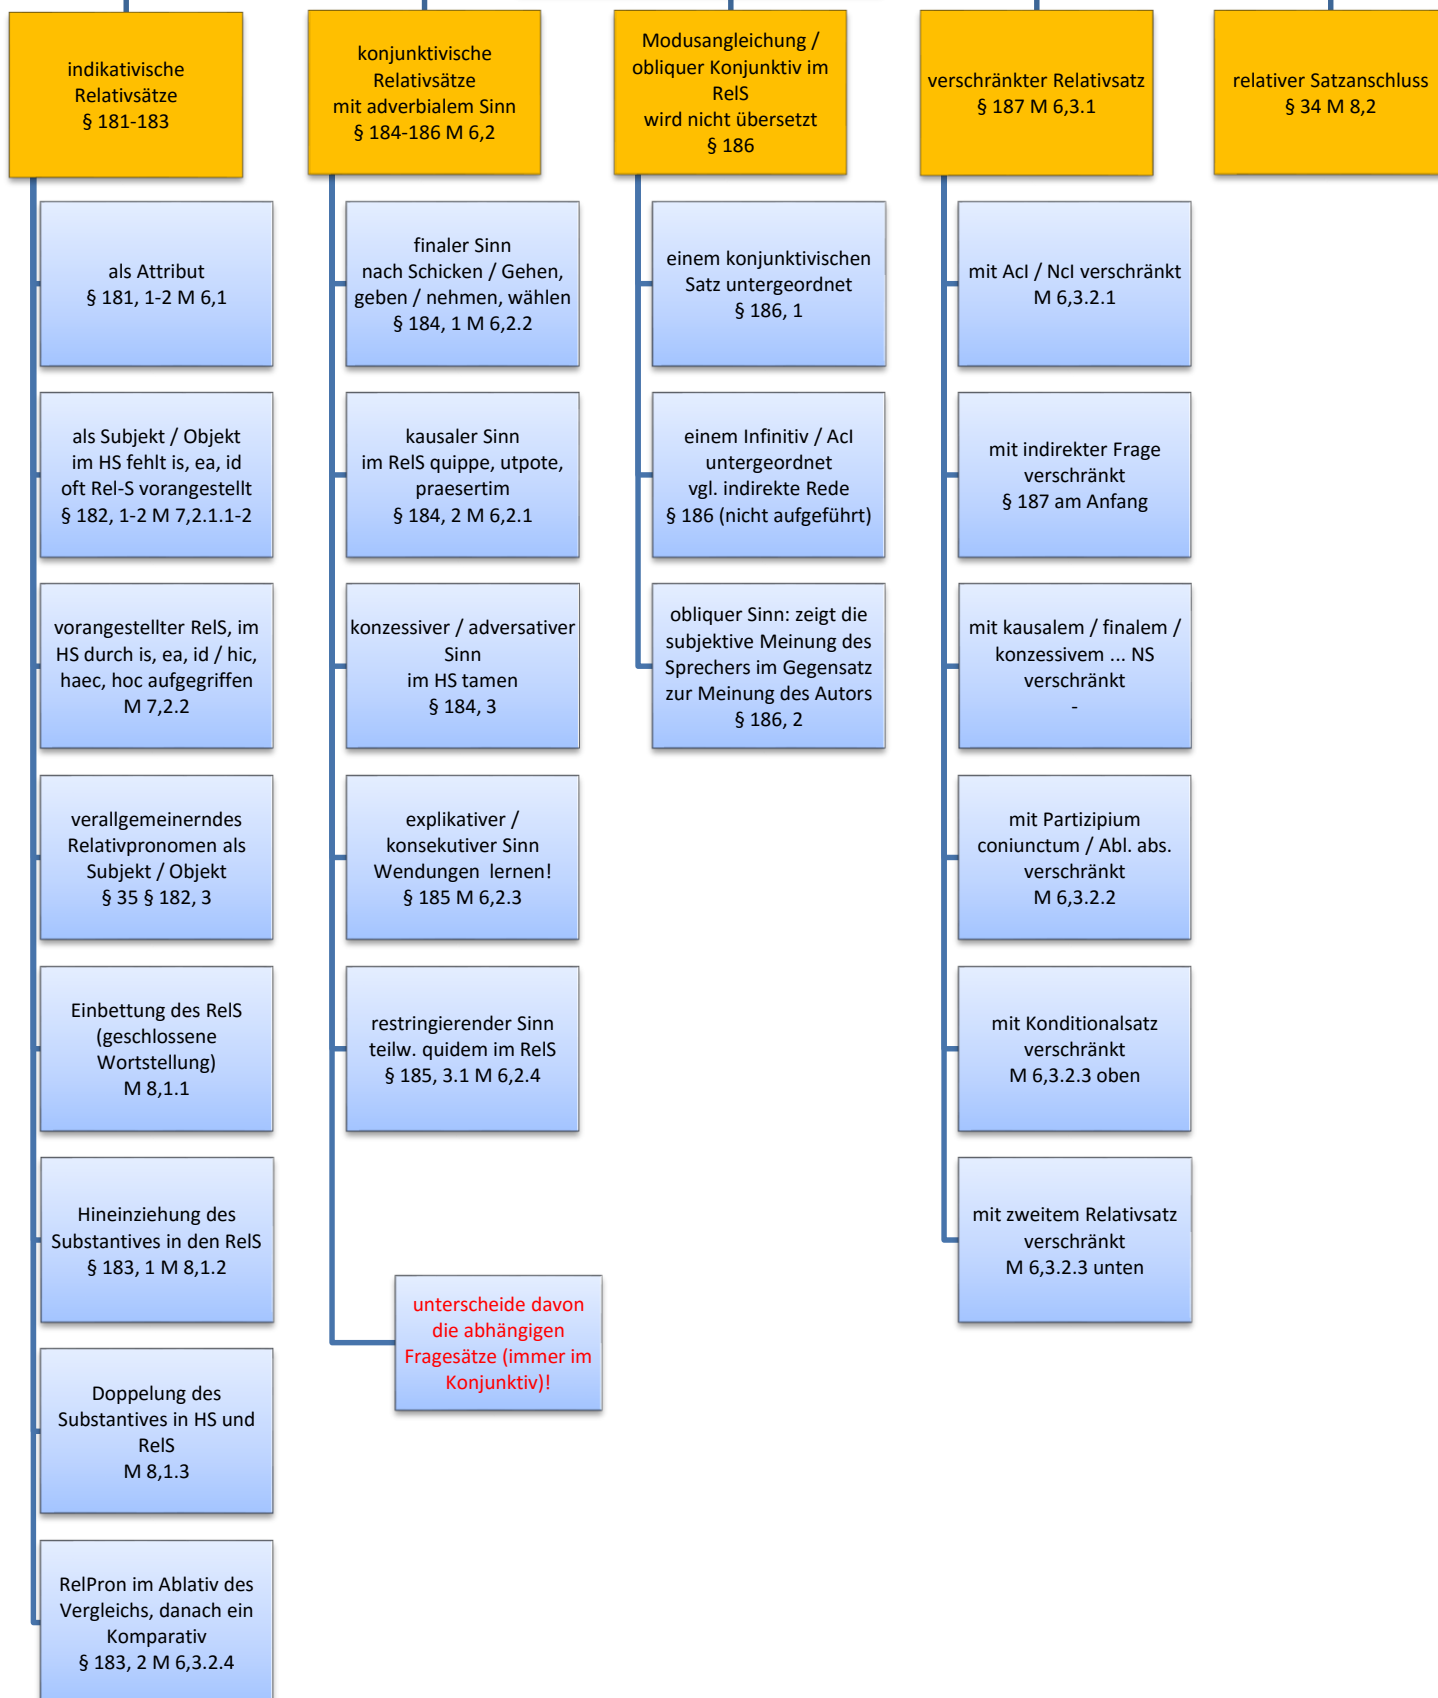 indikativische
Relativsätze
§ 181-183
als Attribut
§ 181, 1-2 M 6,1
als Subjekt / Objekt
im HS fehlt is, ea, id
oft Rel-S vorangestellt
§ 182, 1-2 M 7,2.1.1-2
vorangestellter RelS, im
HS durch is, ea, id / hic,
haec, hoc aufgegriffen
M 7,2.2
verallgemeinerndes
Relativpronomen als
Subjekt / Objekt
§ 35 § 182, 3
Einbettung des RelS
(geschlossene
Wortstellung)
M 8,1.1
Hineinziehung des
Substantives in den RelS
§ 183, 1 M 8,1.2
Doppelung des
Substantives in HS und
RelS
M 8,1.3
RelPron im Ablativ des
Vergleichs, danach ein
Komparativ
§ 183, 2 M 6,3.2.4
konjunktivische
Relativsätze
mit adverbialem Sinn
§ 184-186 M 6,2
finaler Sinn
nach Schicken / Gehen,
geben / nehmen, wählen
§ 184, 1 M 6,2.2
kausaler Sinn
im RelS quippe, utpote,
praesertim
§ 184, 2 M 6,2.1
konzessiver / adversativer
Sinn
im HS tamen
§ 184, 3
explikativer /
konsekutiver Sinn
Wendungen lernen!
§ 185 M 6,2.3
restringierender Sinn
teilw. quidem im RelS
§ 185, 3.1 M 6,2.4
unterscheide davon
die abhängigen
Fragesätze (immer im
Konjunktiv)!
Modusangleichung /
obliquer Konjunktiv im
RelS
wird nicht übersetzt
§ 186
einem konjunktivischen
Satz untergeordnet
§ 186, 1
einem Infinitiv / AcI
untergeordnet
vgl. indirekte Rede
§ 186 (nicht aufgeführt)
obliquer Sinn: zeigt die
subjektive Meinung des
Sprechers im Gegensatz
zur Meinung des Autors
§ 186, 2
verschränkter Relativsatz
§ 187 M 6,3.1
mit AcI / NcI verschränkt
M 6,3.2.1
mit indirekter Frage
verschränkt
§ 187 am Anfang
mit kausalem / finalem /
konzessivem ... NS
verschränkt
-
mit Partizipium
coniunctum / Abl. abs.
verschränkt
M 6,3.2.2
mit Konditionalsatz
verschränkt
M 6,3.2.3 oben
mit zweitem Relativsatz
verschränkt
M 6,3.2.3 unten
relativer Satzanschluss
§ 34 M 8,2